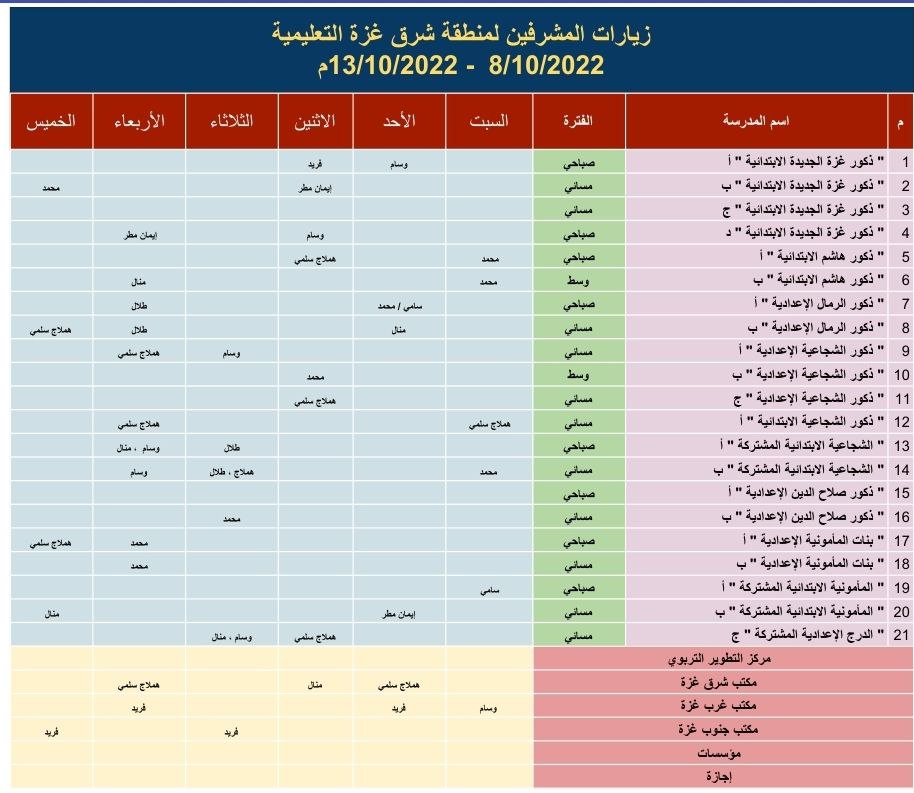 زيارات المشرفين لمنطقة شرق غزة التعليمية
8/10/2022 - 13/10/2022م
م اسم المدرسة الفترة السبت الأحد الاثنين الثلاثاء الأربعاء الخميس
1 " ذكور غزة الجديدة الابتدائية " أ صباحي وسام فريد
2 " ذكور غزة الجديدة الابتدائية " ب مسائي إيمان مطر محمد
3 " ذكور غزة الجديدة الابتدائية " ج مسائي
4 " ذكور غزة الجديدة الابتدائية " د صباحي وسام إيمان مطر
5 " ذكور هاشم الابتدائية " أ صباحي محمد هملاج سلمي
6 " ذكور هاشم الابتدائية " ب وسط محمد منال
7 " ذكور الرمال الإعدادية " أ صباحي سامي / محمد طلال
8 " ذكور الرمال الإعدادية " ب مسائي منال طلال هملاج سلمي
9 " ذكور الشجاعية الإعدادية " أ مسائي وسام هملاج سلمي
10 " ذكور الشجاعية الإعدادية " ب وسط محمد
11 " ذكور الشجاعية الإعدادية " ج مسائي هملاج سلمي
12 " ذكور الشجاعية الابتدائية " أ مسائي هملاج سلمي هملاج سلمي
13 " الشجاعية الابتدائية المشتركة " أ صباحي طلال وسام ، منال
14 " الشجاعية الابتدائية المشتركة " ب مسائي محمد هملاج ، طلال وسام
15 " ذكور صلاح الدين الإعدادية " أ صباحي
16 " ذكور صلاح الدين الإعدادية " ب مسائي محمد
17 " بنات المأمونية الإعدادية " أ صباحي محمد هملاج سلمي
18 " بنات المأمونية الإعدادية " ب مسائي محمد
19 " المأمونية الابتدائية المشتركة " أ صباحي سامي
20 " المأمونية الابتدائية المشتركة " ب مسائي إيمان مطر منال
21 " الدرج الإعدادية المشتركة " ج مسائي هملاج سلمي وسام ، منال
مركز التطوير التربوي
مكتب شرق غزة هملاج سلمي منال هملاج سلمي
مكتب غرب غزة وسام فريد فريد
مكتب جنوب غزة فريد فريد
مؤسسات
إجازة